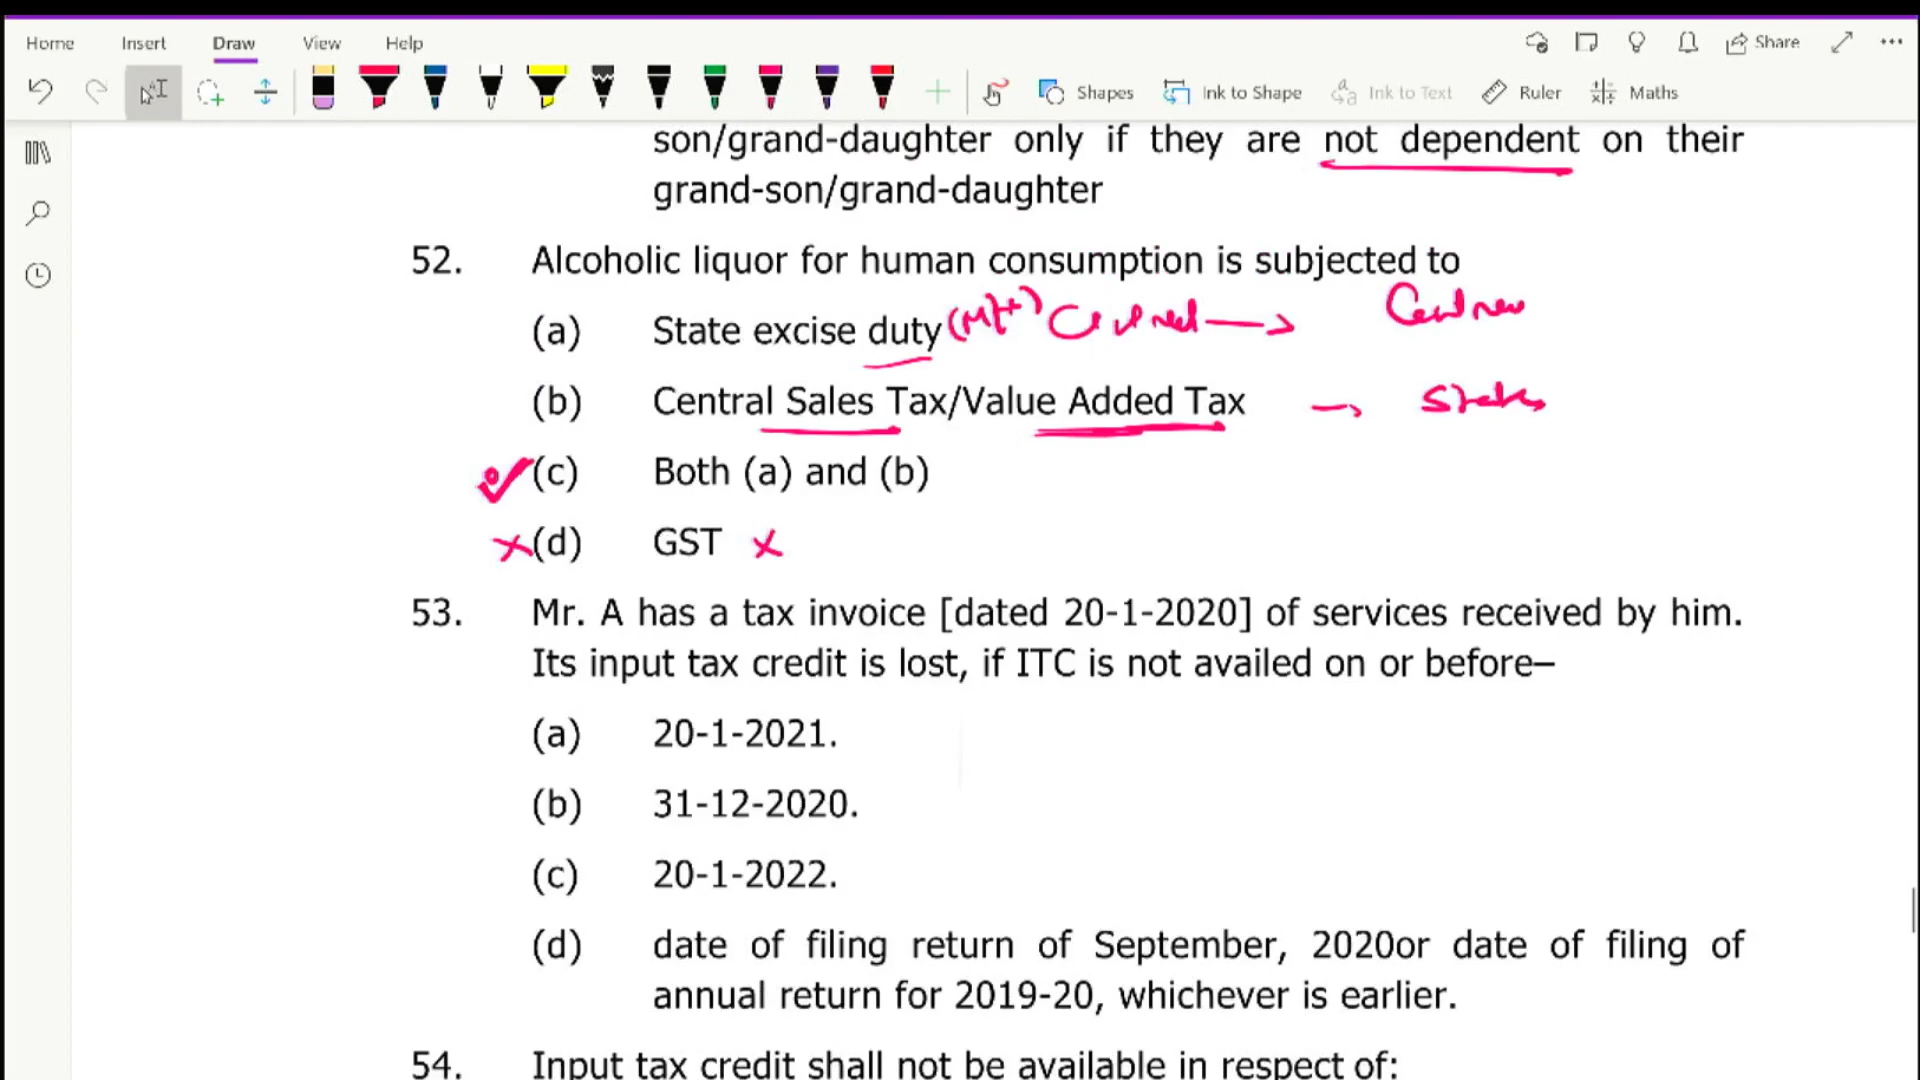 Home Insert Draw View Help Share
Shapes Ink to Shape Ink to Text Ruler Maths
son/grand-daughter only if they are not dependent on their
grand-son/grand-daughter
52. Alcoholic liquor for human consumption is subjected to
(a) State excise duty
(b) Central Sales Tax/Value Added Tax → States
(c) Both (a) and (b)
(d) GST
53. Mr. A has a tax invoice [dated 20-1-2020] of services received by him.
Its input tax credit is lost, if ITC is not availed on or before–
(a) 20-1-2021.
(b) 31-12-2020.
(c) 20-1-2022.
(d) date of filing return of September, 2020or date of filing of
annual return for 2019-20, whichever is earlier.
54. Input tax credit shall not be available in respect of: